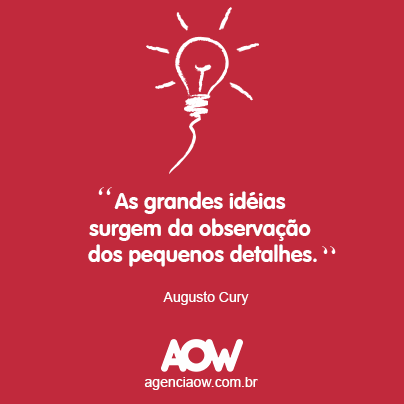 “As grandes idéias
surgem da observação
dos pequenos detalhes.”
Augusto Cury
AOW
agenciaow.com.br